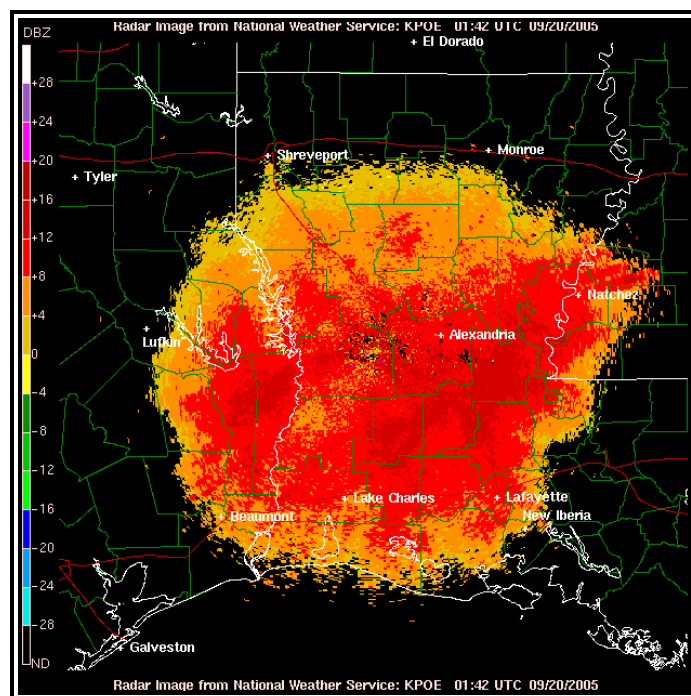 Radar Image from National Weather Service: KPOE 01:42 UTC 09/20/2005
DBZ
El Dorado
+28
+24
+20
+16
+12
+8
+4
0
-4
-8
-12
-16
-20
-24
-28
ND
Shreveport
Monroe
Tyler
Natchez
Lufkin
Alexandria
Lake Charles
Lafayette
Beaumont
New Iberia
Galveston
Radar Image from National Weather Service: KPOE 01:42 UTC 09/20/2005